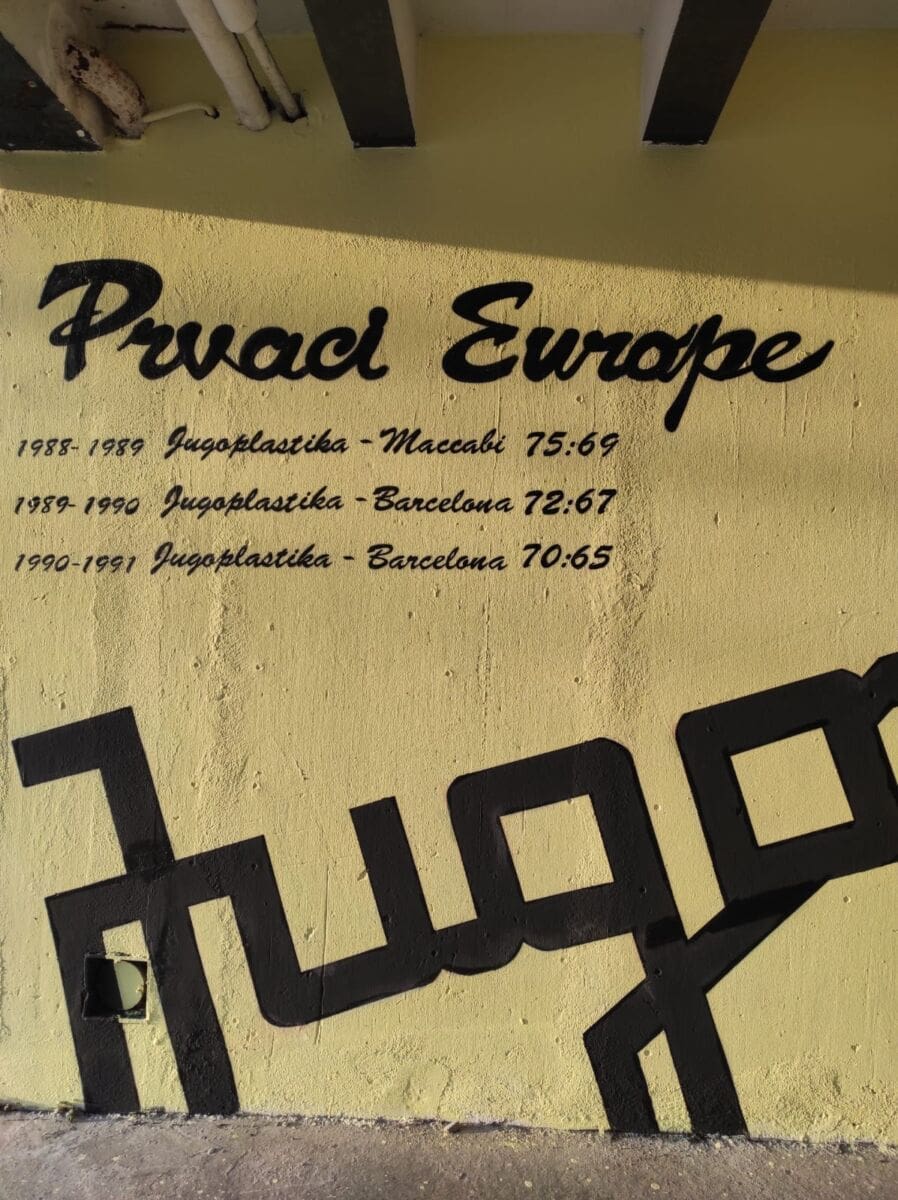 Prvaci Europe
1988-1989 Jugoplastika - Maccabi 75:69
1989-1990 Jugoplastika - Barcelona 72:67
1990-1991 Jugoplastika - Barcelona 70:65
Jugo